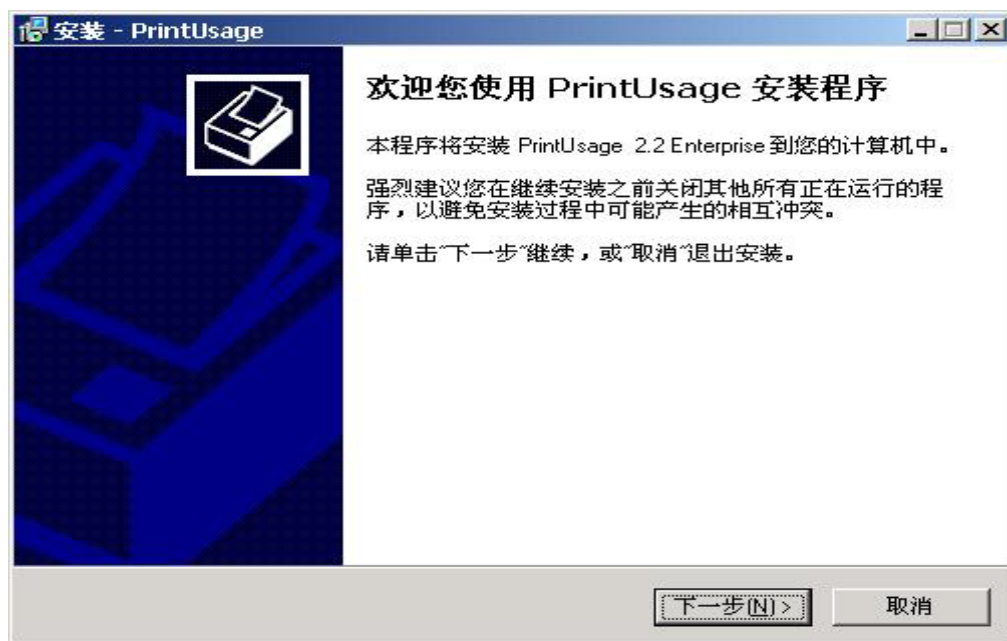 安装 - PrintUsage
欢迎您使用 PrintUsage 安装程序
本程序将安装 PrintUsage 2.2 Enterprise 到您的计算机中。
强烈建议您在继续安装之前关闭其他所有正在运行的程
序，以避免安装过程中可能产生的相互冲突。
请单击“下一步”继续，或“取消”退出安装。
下一步(N) >
取消